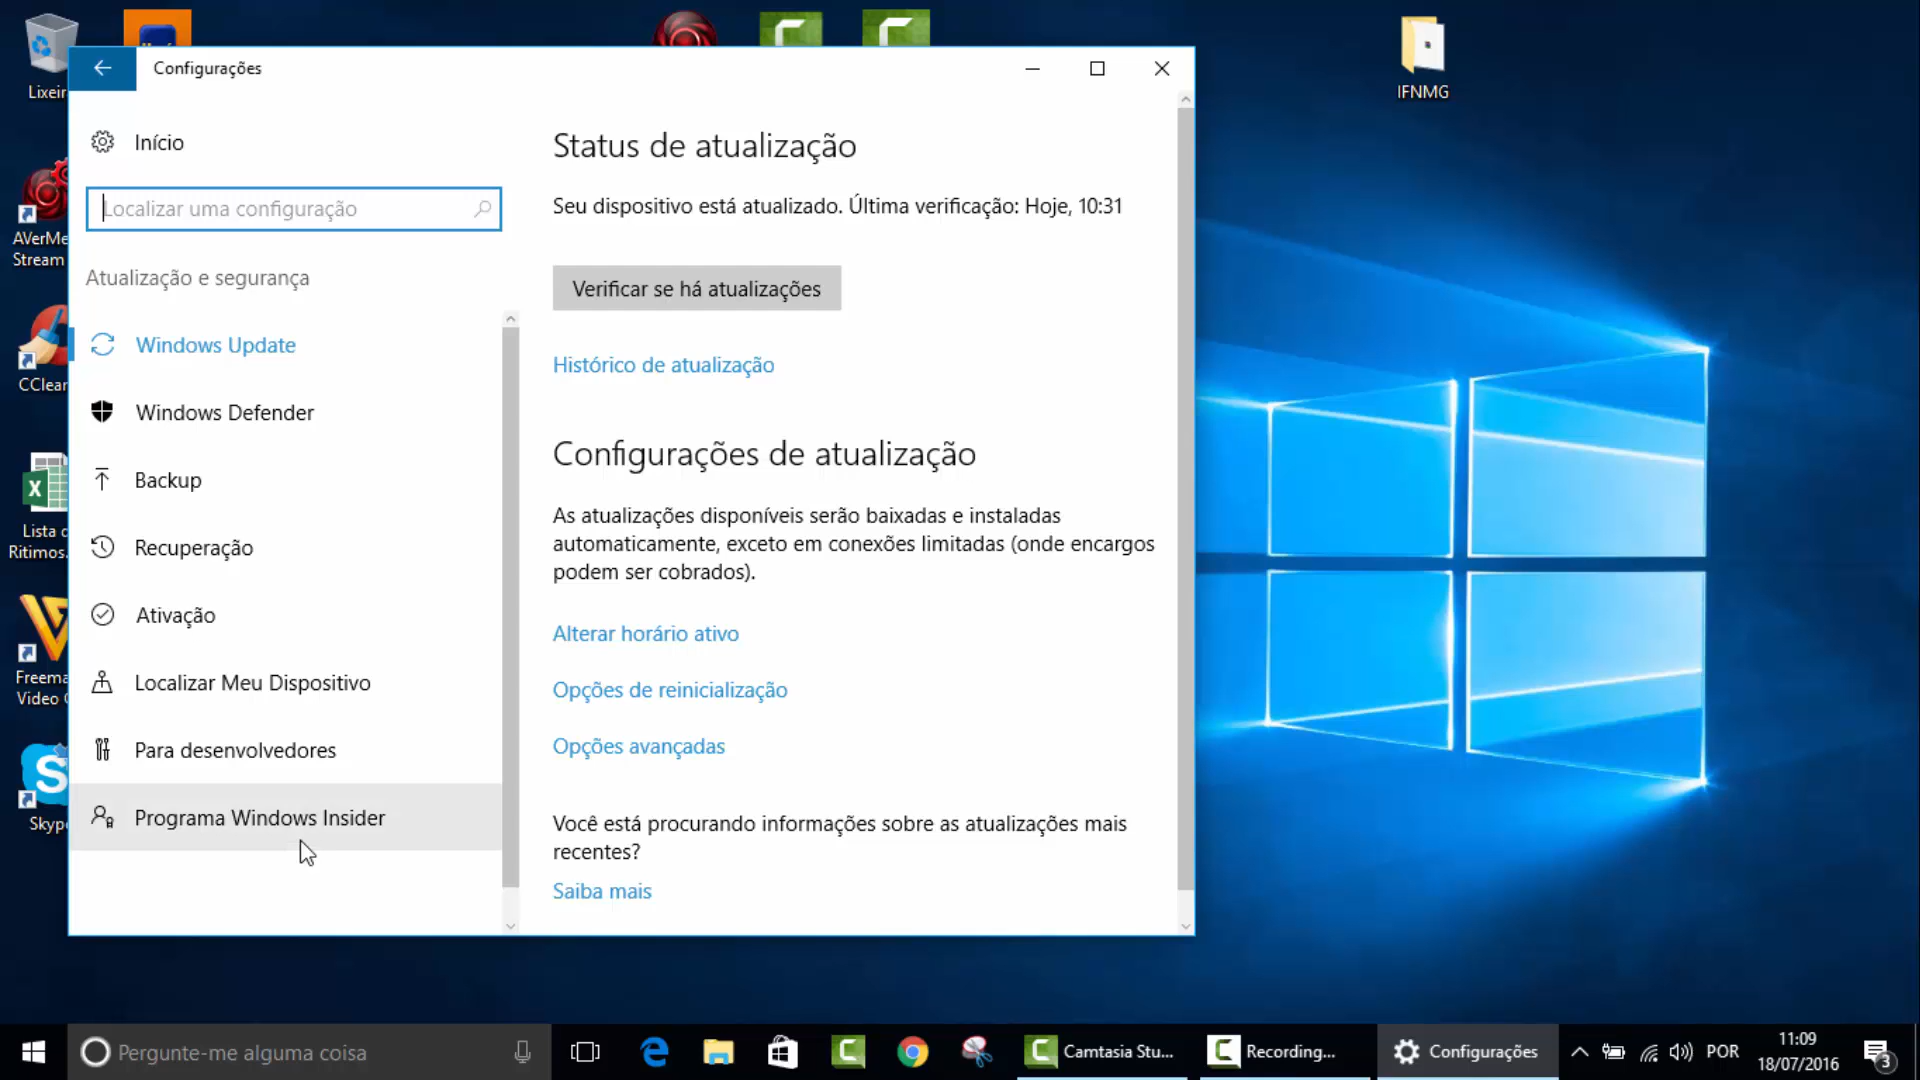 Configurações
Início
Localizar uma configuração
Atualização e segurança
Windows Update
Windows Defender
Backup
Recuperação
Ativação
Localizar Meu Dispositivo
Para desenvolvedores
Programa Windows Insider
Status de atualização
Seu dispositivo está atualizado. Última verificação: Hoje, 10:31
Verificar se há atualizações
Histórico de atualização
Configurações de atualização
As atualizações disponíveis serão baixadas e instaladas
automaticamente, exceto em conexões limitadas (onde encargos
podem ser cobrados).
Alterar horário ativo
Opções de reinicialização
Opções avançadas
Você está procurando informações sobre as atualizações mais
recentes?
Saiba mais
Lixeir
AVerMe
Stream
CClear
Lista d
Ritimos.
Freema
Video C
Skype
IFNMG
Pergunte-me alguma coisa
Camtasia Stu...
Recording...
Configurações
POR
11:09
18/07/2016
3